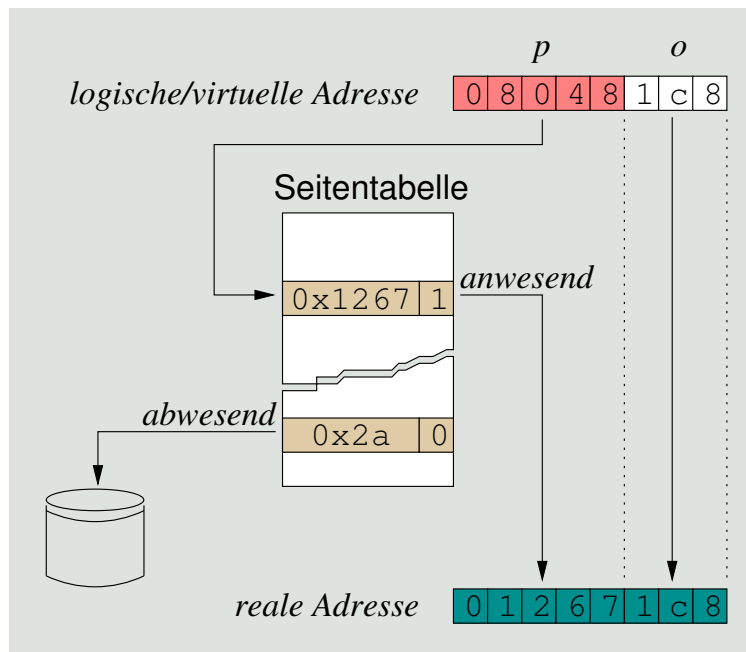 p o
logische/virtuelle Adresse 0 8 0 4 8 1 c 8
Seitentabelle
0x1267 1 anwesend
abwesend
0x2a 0
reale Adresse 0 1 2 6 7 1 c 8